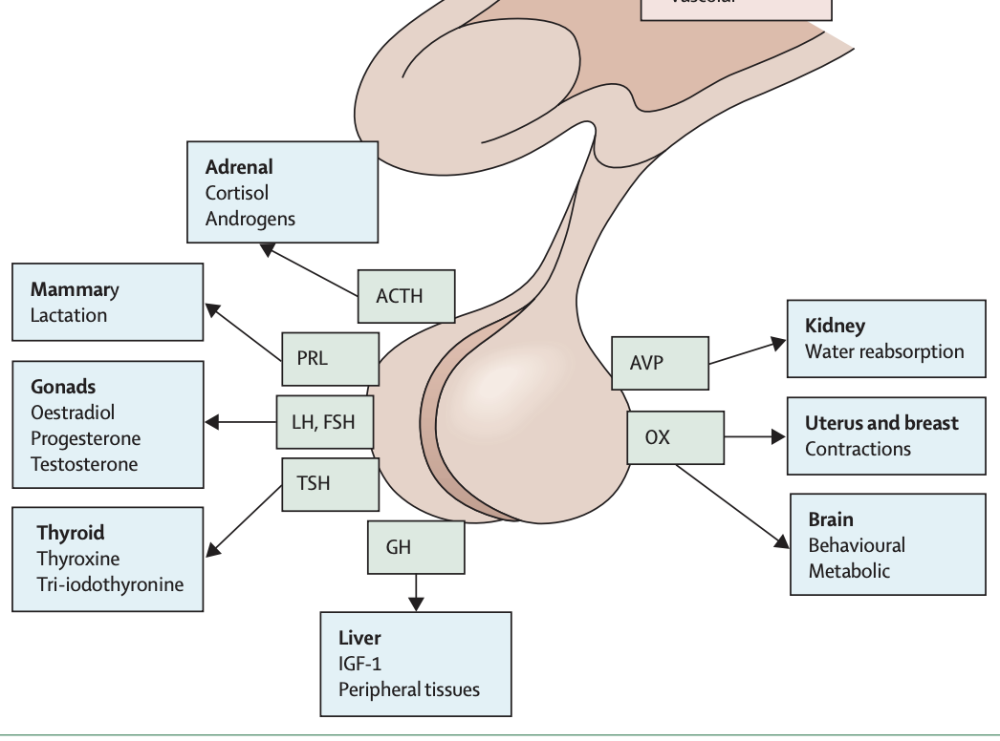 Vascular
Adrenal
Cortisol
Androgens
ACTH
Mammary
Lactation
PRL
Gonads
Oestradiol
Progesterone
Testosterone
LH, FSH
TSH
Thyroid
Thyroxine
Tri-iodothyronine
GH
Liver
IGF-1
Peripheral tissues
AVP
Kidney
Water reabsorption
OX
Uterus and breast
Contractions
Brain
Behavioural
Metabolic